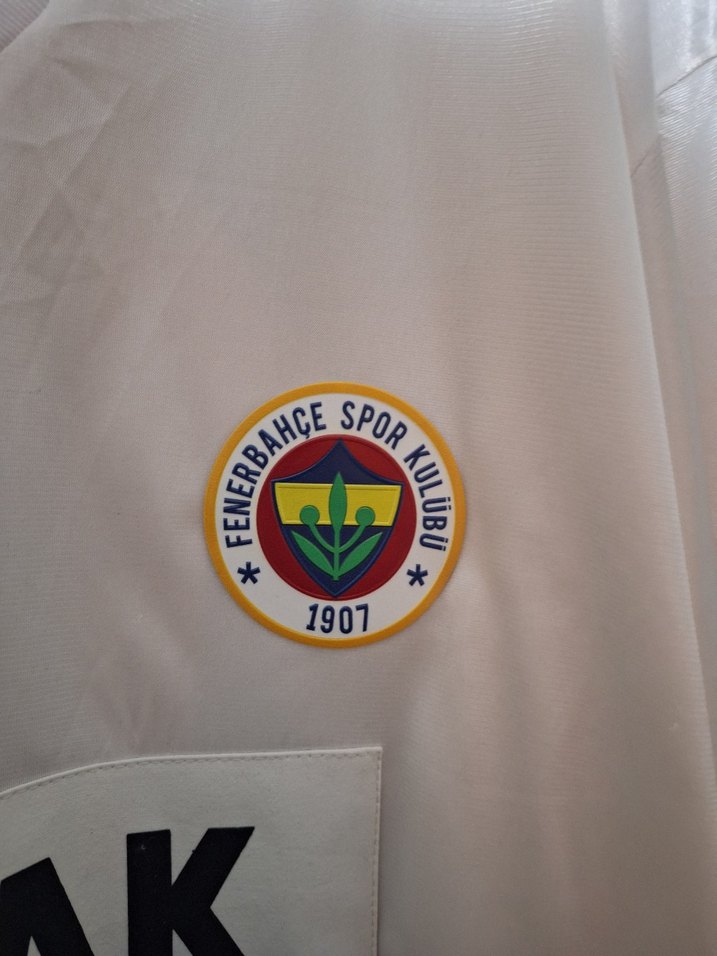 FENERBAHÇE SPOR KULÜBÜ
* *
1907
AK